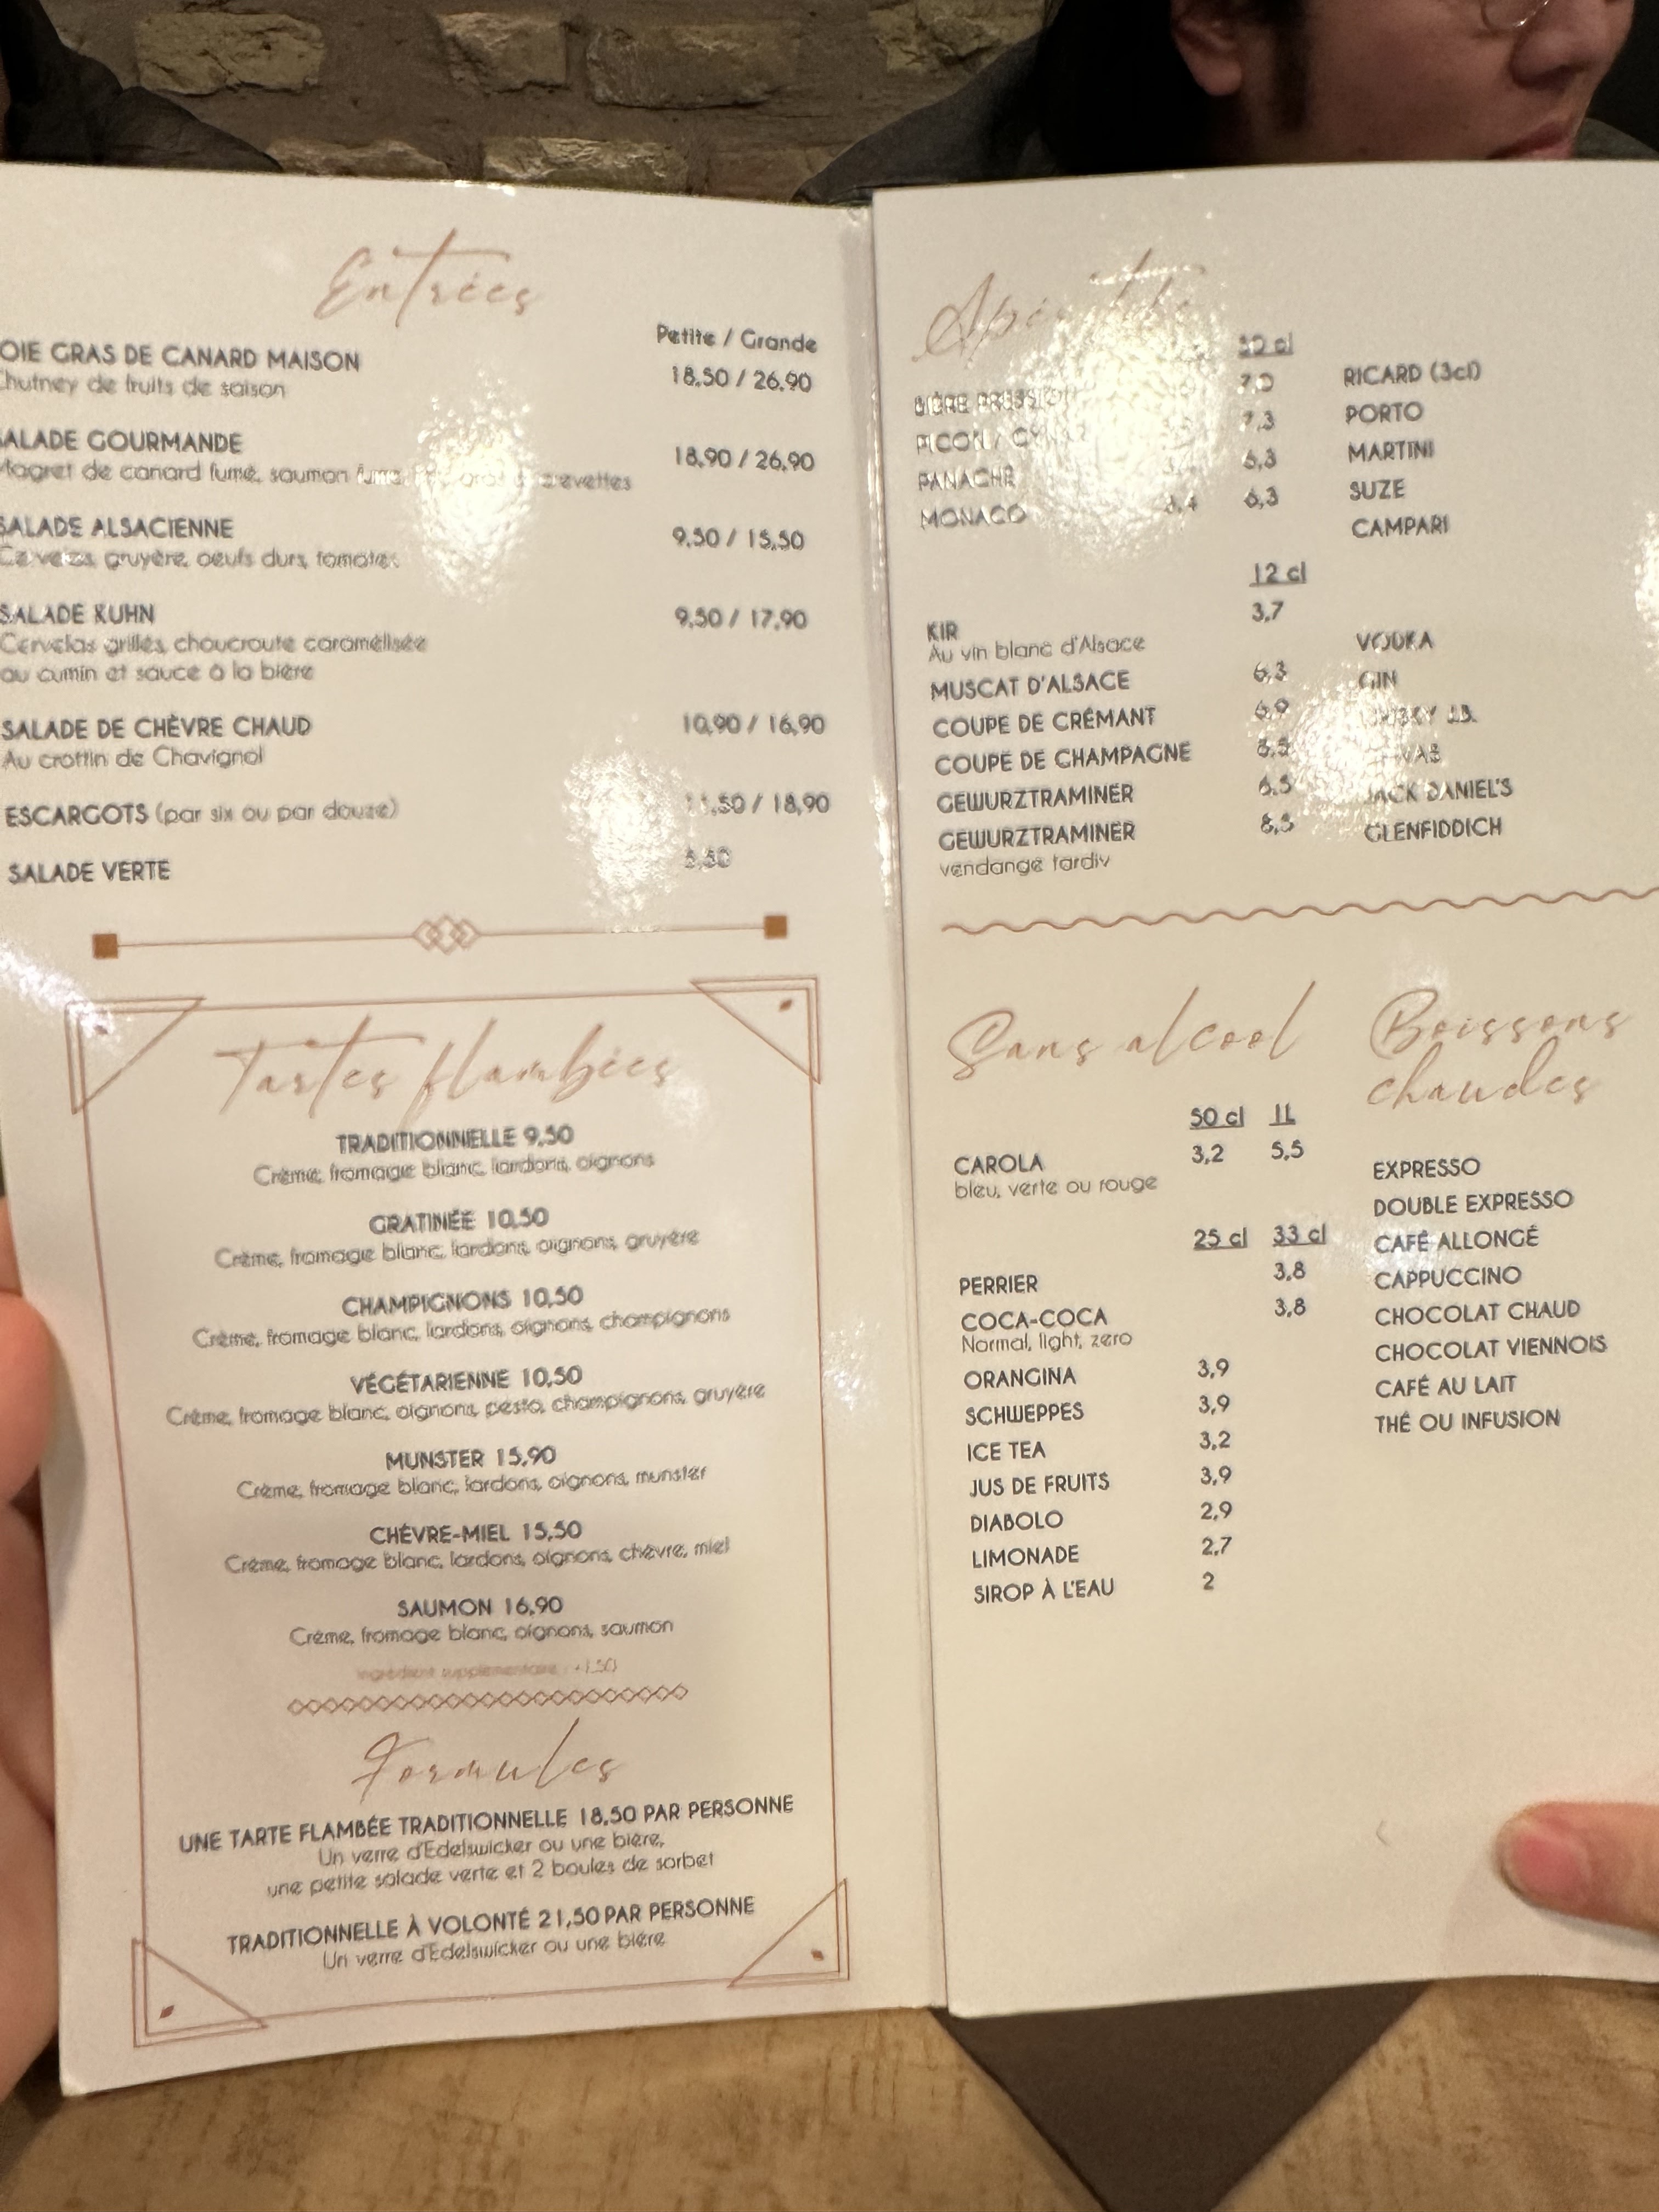 Entrées
Petite / Grande
OIE GRAS DE CANARD MAISON
18,50 / 26,90
Chutney de fruits de saison
SALADE GOURMANDE
18,90 / 26,90
Magret de canard fumé, saumon fumé, crevettes
SALADE ALSACIENNE
9,50 / 15,50
Cervelas, gruyère, oeufs durs, tomates
SALADE KUHN
9,50 / 17,90
Cervelas grillés, choucroute caramélisée
au cumin et sauce à la bière
SALADE DE CHÈVRE CHAUD
10,90 / 16,90
Au crottin de Chavignol
ESCARGOTS (par six ou par douze)
/ 18,90
SALADE VERTE
Tartes flambées
TRADITIONNELLE 9,50
Crème, fromage blanc, lardons, oignons
GRATINÉE 10,50
Crème, fromage blanc, lardons, oignons, gruyère
CHAMPIGNONS 10,50
Crème, fromage blanc, lardons, oignons, champignons
VÉGÉTARIENNE 10,50
Crème, fromage blanc, oignons, pesto, champignons, gruyère
MUNSTER 15,90
Crème, fromage blanc, lardons, oignons, munster
CHÈVRE-MIEL 15,50
Crème, fromage blanc, lardons, oignons, chèvre, miel
SAUMON 16,90
Crème, fromage blanc, oignons, saumon
Ingrédient supplémentaire : +1,50
Formules
UNE TARTE FLAMBÉE TRADITIONNELLE 18,50 PAR PERSONNE
Un verre d'Edelswicker ou une bière,
une petite salade verte et 2 boules de sorbet
TRADITIONNELLE À VOLONTÉ 21,50 PAR PERSONNE
Un verre d'Edelswicker ou une bière
BIÈRE PRESSION
PICON /
7,3
PANACHÉ
6,3
MONACO
6,3
RICARD (3cl)
PORTO
MARTINI
SUZE
CAMPARI
12 cl
KIR 3,7
Au vin blanc d'Alsace
MUSCAT D'ALSACE 6,3
COUPE DE CRÉMANT 6,9
COUPE DE CHAMPAGNE
GEWURZTRAMINER
GEWURZTRAMINER
vendange tardiv
VODKA
GIN
JACK DANIEL'S
GLENFIDDICH
Sans alcool
50 cl 1L
CAROLA 3,2 5,5
bleu, verte ou rouge
25 cl 33 cl
PERRIER 3,8
COCA-COCA 3,8
Normal, light, zero
ORANGINA 3,9
SCHWEPPES 3,9
ICE TEA 3,2
JUS DE FRUITS 3,9
DIABOLO 2,9
LIMONADE 2,7
SIROP À L'EAU 2
Boissons
chaudes
EXPRESSO
DOUBLE EXPRESSO
CAFÉ ALLONGÉ
CAPPUCCINO
CHOCOLAT CHAUD
CHOCOLAT VIENNOIS
CAFÉ AU LAIT
THÉ OU INFUSION